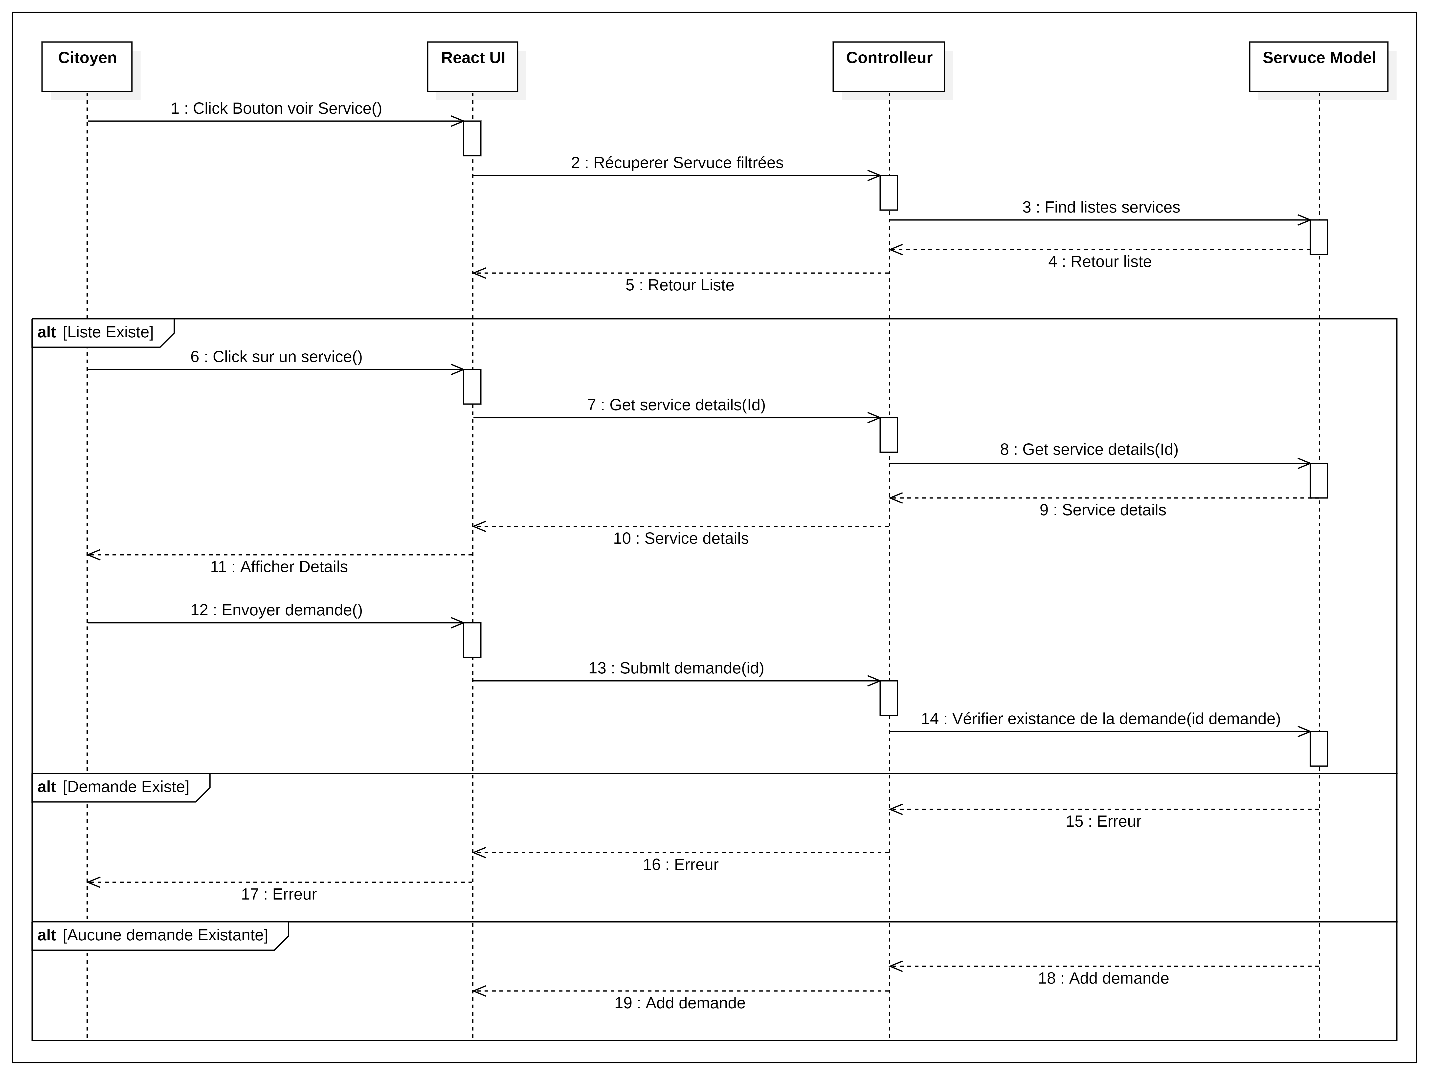 Citoyen
React UI
Controlleur
Servuce Model
1 : Click Bouton voir Service()
2 : Récuperer Servuce filtrées
3 : Find listes services
4 : Retour liste
5 : Retour Liste
alt [Liste Existe]
6 : Click sur un service()
7 : Get service details(Id)
8 : Get service details(Id)
9 : Service details
10 : Service details
11 : Afficher Details
12 : Envoyer demande()
13 : SubmIt demande(id)
14 : Vérifier existance de la demande(id demande)
alt [Demande Existe]
15 : Erreur
16 : Erreur
17 : Erreur
alt [Aucune demande Existante]
18 : Add demande
19 : Add demande